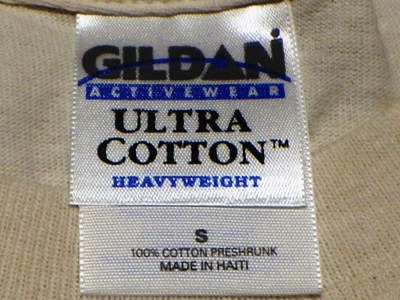 GILDAN
ACTIVEWEAR
ULTRA
COTTON™
HEAVYWEIGHT
S
100% COTTON PRESHRUNK
MADE IN HAITI